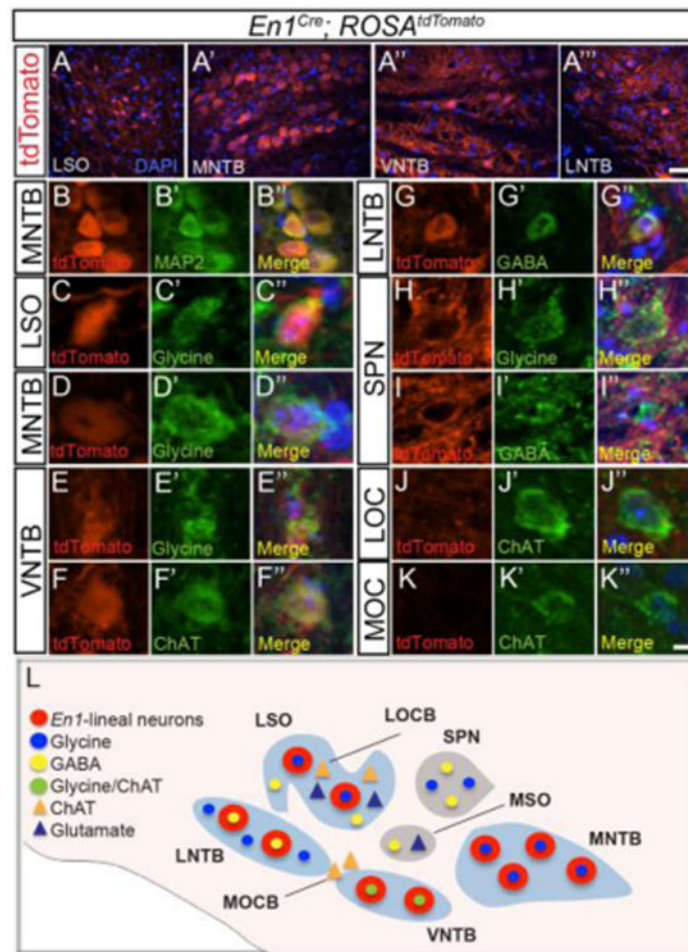 En1Cre; ROSAtdTomato
tdTomato
A
LSO
DAPI
A'
MNTB
A''
VNTB
A'''
LNTB
MNTB
B
tdTomato
B'
MAP2
B''
Merge
LNTB
G
tdTomato
G'
GABA
G''
Merge
LSO
C
tdTomato
C'
Glycine
C''
Merge
SPN
H
tdTomato
H'
Glycine
H''
Merge
MNTB
D
tdTomato
D'
Glycine
D''
Merge
I
tdTomato
I'
GABA
I''
Merge
VNTB
E
tdTomato
E'
Glycine
E''
Merge
LOC
J
tdTomato
J'
ChAT
J''
Merge
F
tdTomato
F'
ChAT
F''
Merge
MOC
K
tdTomato
K'
ChAT
K''
Merge
L
En1-lineal neurons
Glycine
GABA
Glycine/ChAT
ChAT
Glutamate
LSO
LOCB
SPN
MSO
MNTB
LNTB
MOCB
VNTB